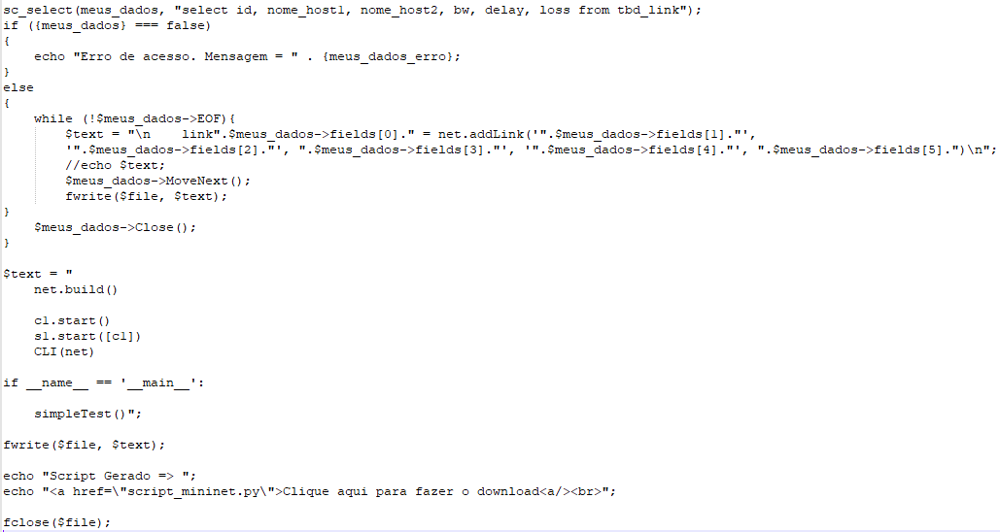 sc_select(meus_dados, "select id, nome_host1, nome_host2, bw, delay, loss from tbd_link");
if ({meus_dados} === false)
{
    echo "Erro de acesso. Mensagem = " . {meus_dados_erro};
}
else
{
    while (!$meus_dados->EOF){
        $text = "\n    link".$meus_dados->fields[0]." = net.addLink('".$meus_dados->fields[1]."',
        '".$meus_dados->fields[2]."', ".$meus_dados->fields[3]."', '".$meus_dados->fields[4]."', ".$meus_dados->fields[5].")\n";
        //echo $text;
        $meus_dados->MoveNext();
        fwrite($file, $text);
}
    $meus_dados->Close();
}
$text = "
    net.build()
    c1.start()
    s1.start([c1])
    CLI(net)
if __name__ == '__main__':
    simpleTest()";
fwrite($file, $text);
echo "Script Gerado => ";
echo "<a href=\"script_mininet.py\">Clique aqui para fazer o download<a/><br>";
fclose($file);